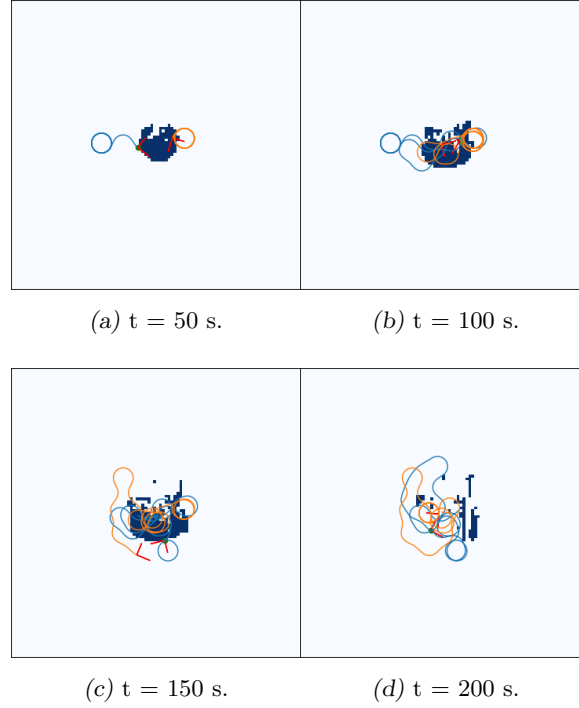 (a) t = 50 s.
(b) t = 100 s.
(c) t = 150 s.
(d) t = 200 s.